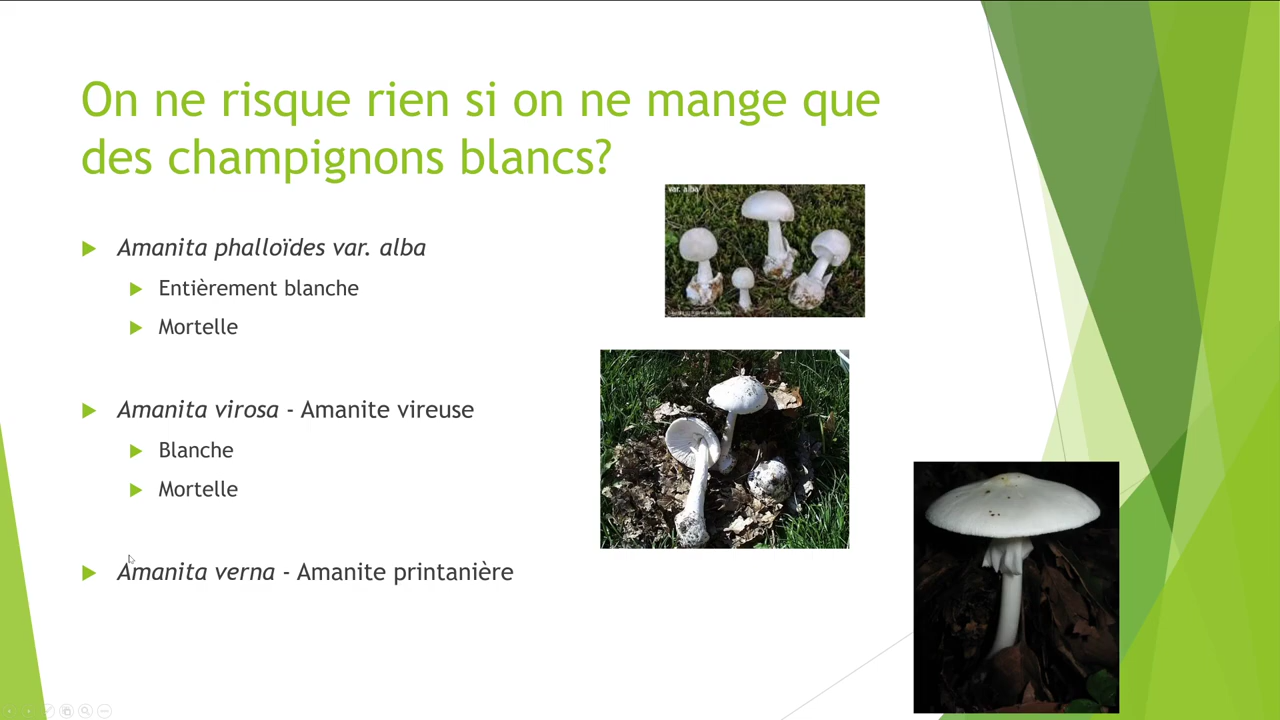 On ne risque rien si on ne mange que
des champignons blancs?
Amanita phalloïdes var. alba
Entièrement blanche
Mortelle
Amanita virosa - Amanite vireuse
Blanche
Mortelle
Amanita verna - Amanite printanière
var. alba